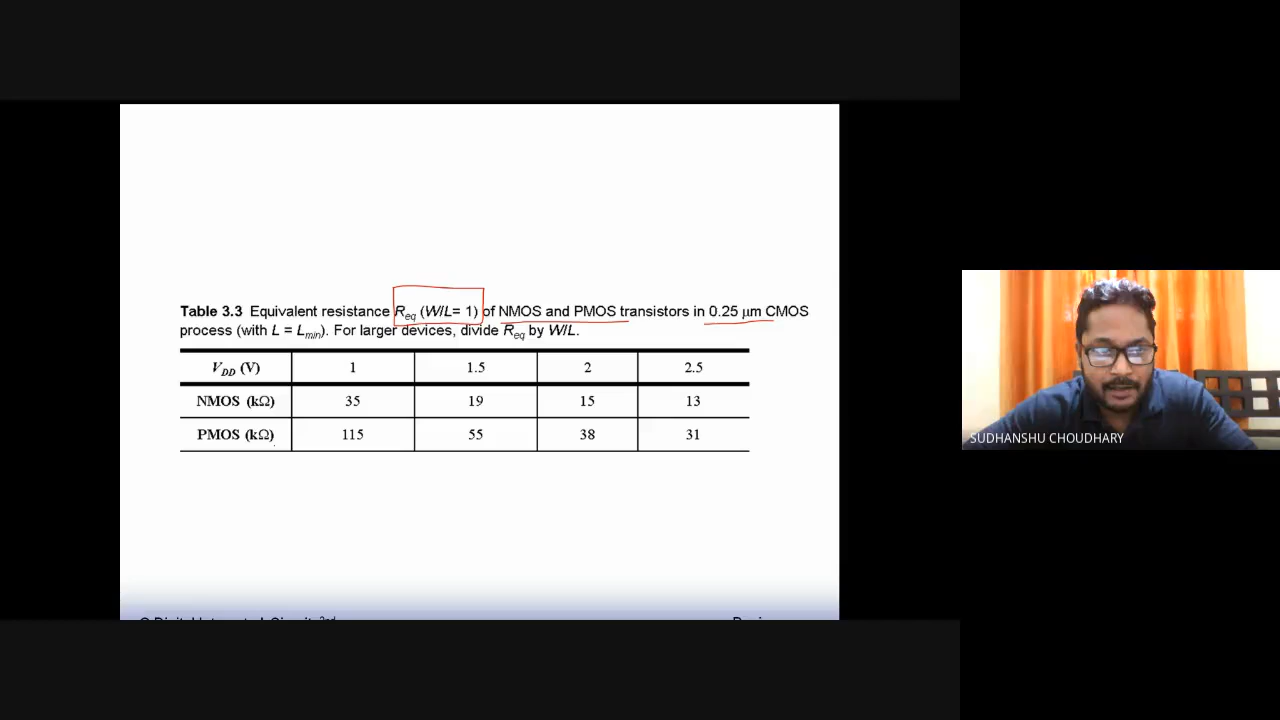 Table 3.3 Equivalent resistance Req (W/L= 1) of NMOS and PMOS transistors in 0.25 μm CMOS
process (with L = Lmin). For larger devices, divide Req by W/L.
VDD (V) 1 1.5 2 2.5
NMOS (kΩ) 35 19 15 13
PMOS (kΩ) 115 55 38 31
SUDHANSHU CHOUDHARY